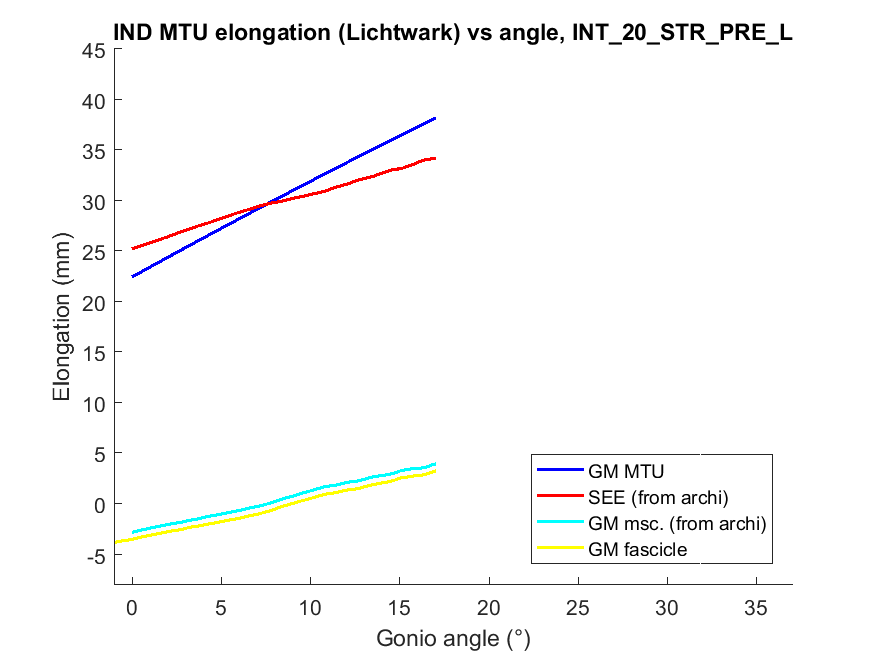 IND MTU elongation (Lichtwark) vs angle, INT_20_STR_PRE_L
45
40
35
30
25
20
15
10
5
0
-5
Elongation (mm)
0 5 10 15 20 25 30 35
Gonio angle (°)
GM MTU
SEE (from archi)
GM msc. (from archi)
GM fascicle